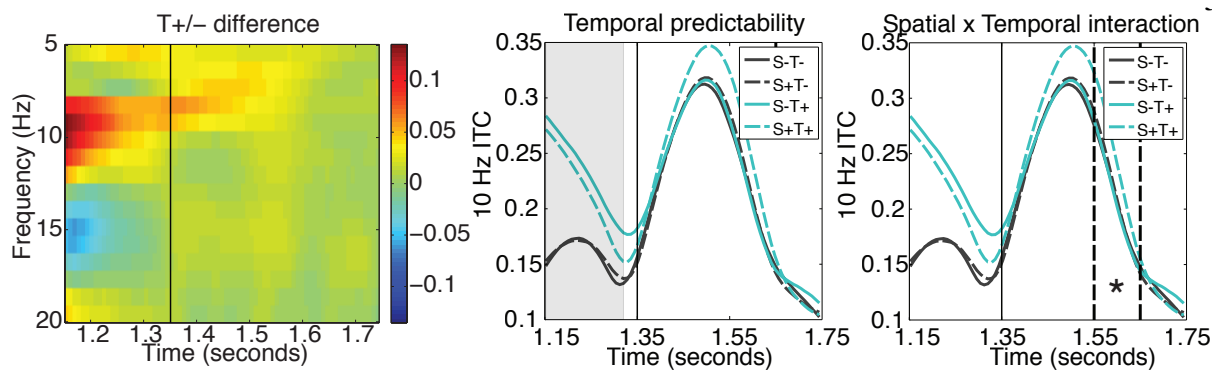 T+/- difference
Frequency (Hz)
5
10
15
20
1.2
1.3
1.4
1.5
1.6
1.7
Time (seconds)
0.1
0.05
0
−0.05
−0.1
Temporal predictability
10 Hz ITC
0.35
0.3
0.25
0.2
0.15
0.1
1.15
1.35
1.55
1.75
Time (seconds)
S-T-
S+T-
S-T+
S+T+
Spatial x Temporal interaction
10 Hz ITC
0.35
0.3
0.25
0.2
0.15
0.1
1.15
1.35
1.55
1.75
Time (seconds)
S-T-
S+T-
S-T+
S+T+
*